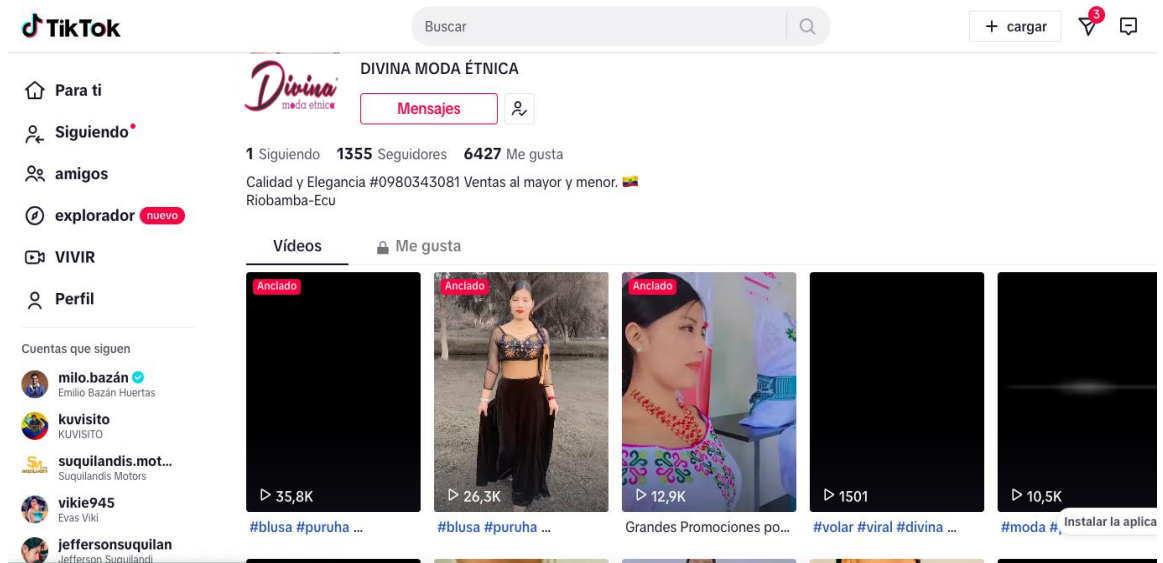 TikTok
Buscar
+ cargar
3
Divina
moda etnica
DIVINA MODA ÉTNICA
Mensajes
1 Siguiendo 1355 Seguidores 6427 Me gusta
Calidad y Elegancia #0980343081 Ventas al mayor y menor. 🇪🇨
Riobamba-Ecu
Para ti
Siguiendo
amigos
explorador nuevo
VIVIR
Perfil
Cuentas que siguen
milo.bazán
Emilio Bazán Huertas
kuvisito
KUVISITO
suquilandis.mot...
Suquilandis Motors
vikie945
Evas Viki
jeffersonsuquilan
Jefferson Suquilandi
Vídeos Me gusta
Anclado Anclado Anclado
35,8K 26,3K 12,9K 1501 10,5K
#blusa #puruha ... #blusa #puruha ... Grandes Promociones po... #volar #viral #divina ... #moda
Instalar la aplica